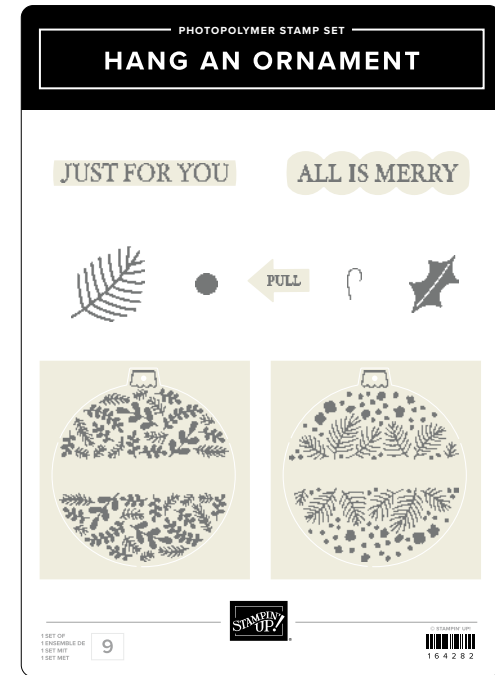 PHOTOPOLYMER STAMP SET
HANG AN ORNAMENT
JUST FOR YOU
ALL IS MERRY
PULL
STAMPIN' UP!
© STAMPIN' UP!
1 SET OF
1 ENSEMBLE DE
1 SET MIT
1 SET MET
9
164282